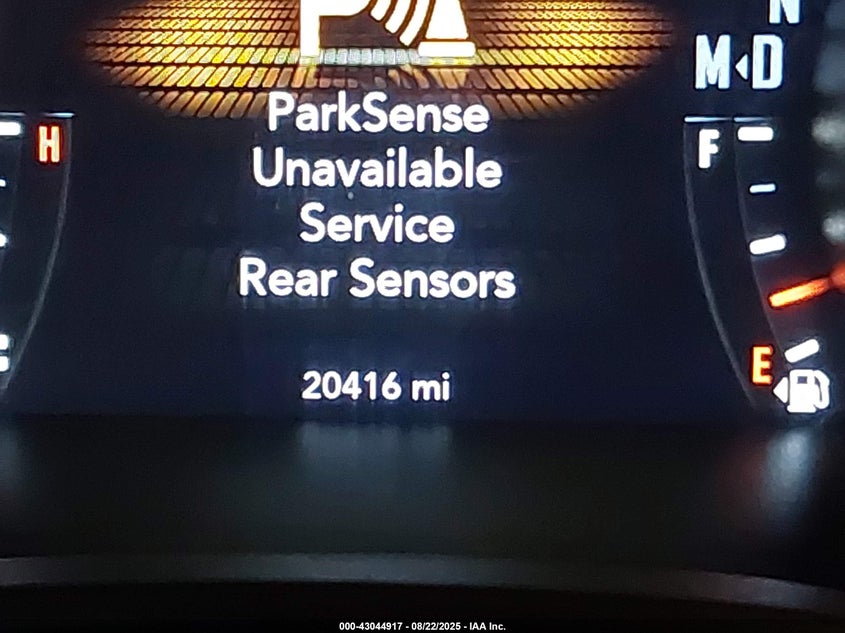 P
N
M◂D
ParkSense
H
F
Unavailable
Service
Rear Sensors
E
20416 mi
000-43044917 - 08/22/2025 - IAA Inc.